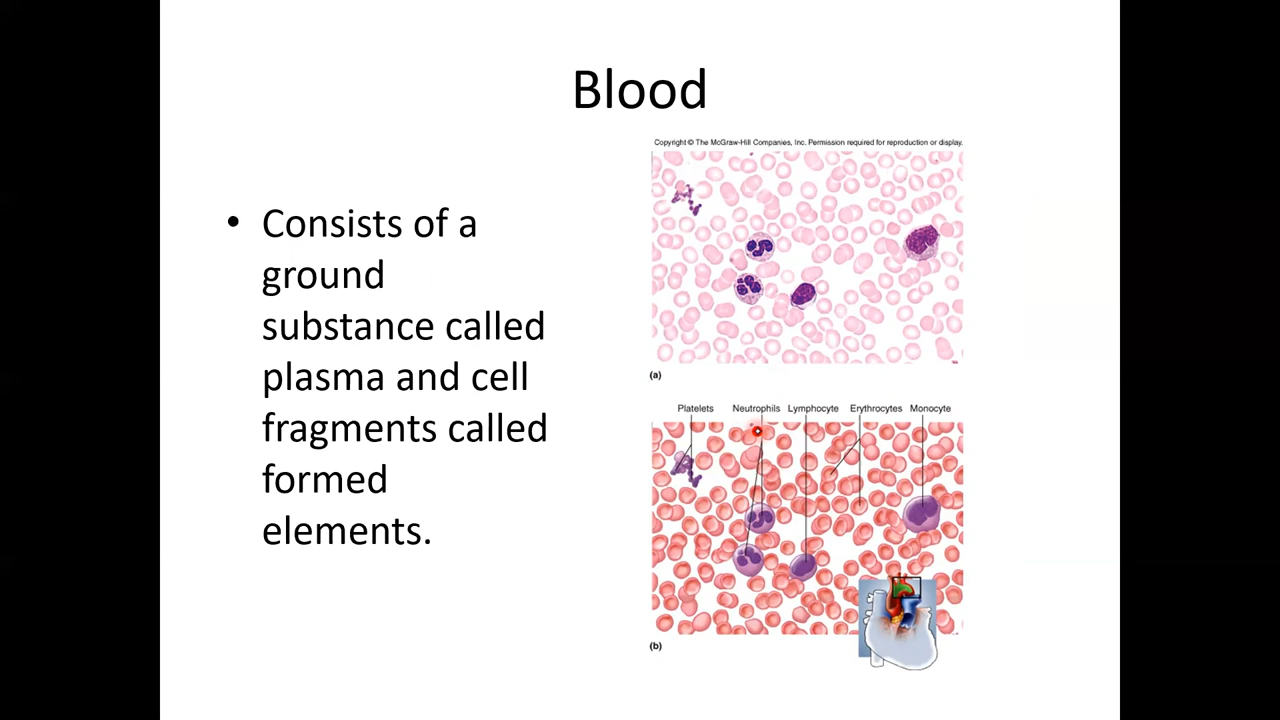 Blood
• Consists of a
ground
substance called
plasma and cell
fragments called
formed
elements.
Copyright © The McGraw-Hill Companies, Inc. Permission required for reproduction or display.
(a)
Platelets Neutrophils Lymphocyte Erythrocytes Monocyte
(b)